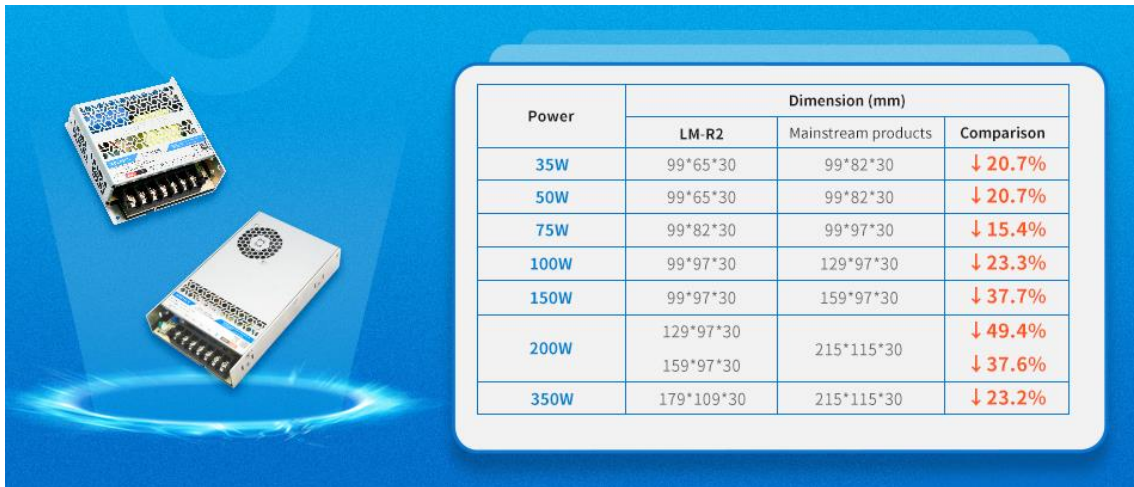 Power Dimension (mm)
LM-R2 Mainstream products Comparison
35W 99*65*30 99*82*30 ↓20.7%
50W 99*65*30 99*82*30 ↓20.7%
75W 99*82*30 99*97*30 ↓15.4%
100W 99*97*30 129*97*30 ↓23.3%
150W 99*97*30 159*97*30 ↓37.7%
200W 129*97*30 215*115*30 ↓49.4%
159*97*30 ↓37.6%
350W 179*109*30 215*115*30 ↓23.2%